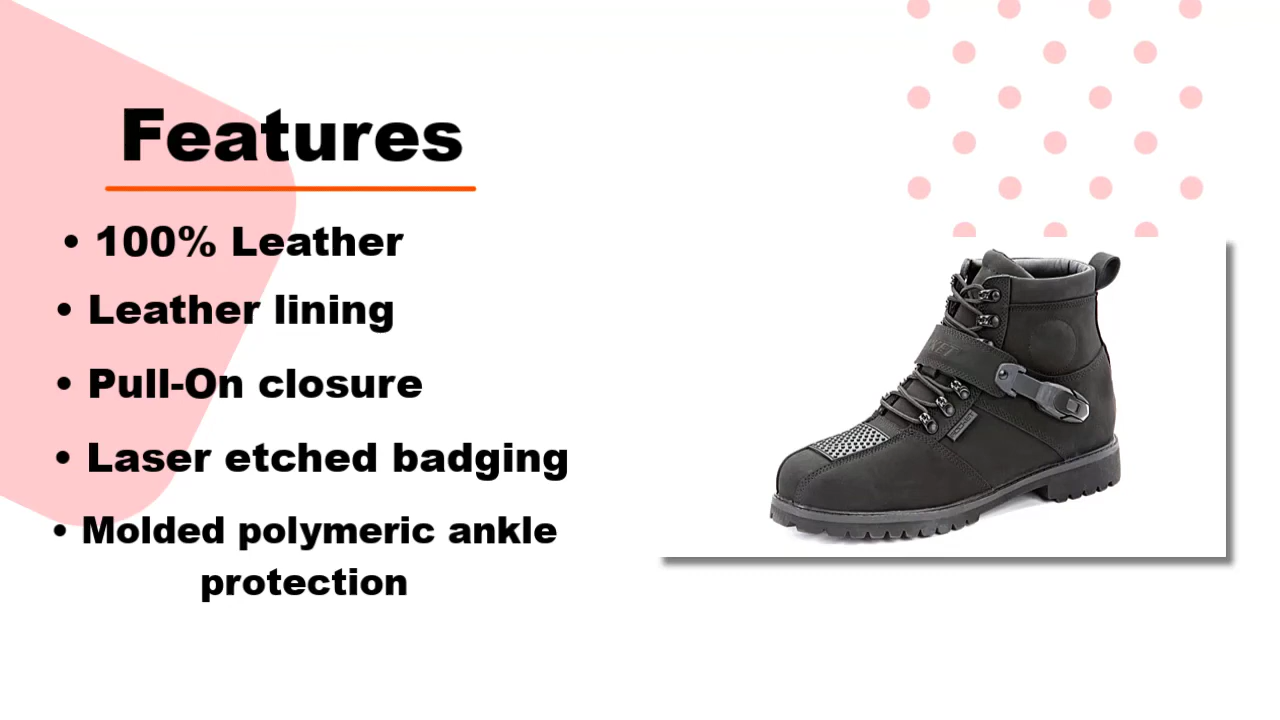 Features
• 100% Leather
• Leather lining
• Pull-On closure
• Laser etched badging
• Molded polymeric ankle
protection